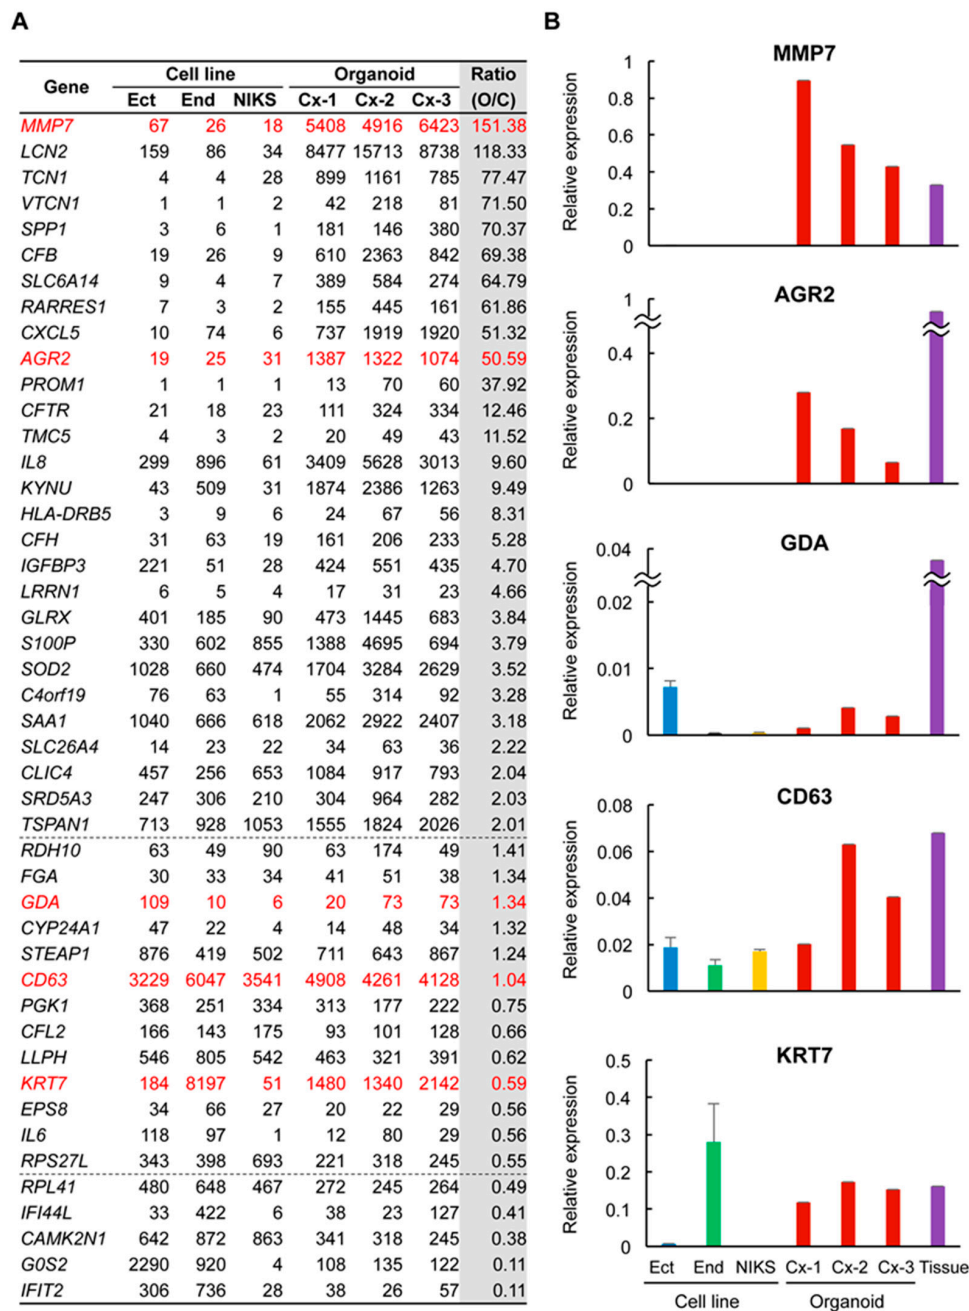 A
Gene Cell line Organoid Ratio
Ect End NIKS Cx-1 Cx-2 Cx-3 (O/C)
MMP7 67 26 18 5408 4916 6423 151.38
LCN2 159 86 34 8477 15713 8738 118.33
TCN1 4 4 28 899 1161 785 77.47
VTCN1 1 1 2 42 218 81 71.50
SPP1 3 6 1 181 146 380 70.37
CFB 19 26 9 610 2363 842 69.38
SLC6A14 9 4 7 389 584 274 64.79
RARRES1 7 3 2 155 445 161 61.86
CXCL5 10 74 6 737 1919 1920 51.32
AGR2 19 25 31 1387 1322 1074 50.59
PROM1 1 1 1 13 70 60 37.92
CFTR 21 18 23 111 324 334 12.46
TMC5 4 3 2 20 49 43 11.52
IL8 299 896 61 3409 5628 3013 9.60
KYNU 43 509 31 1874 2386 1263 9.49
HLA-DRB5 3 9 6 24 67 56 8.31
CFH 31 63 19 161 206 233 5.28
IGFBP3 221 51 28 424 551 435 4.70
LRRN1 6 5 4 17 31 23 4.66
GLRX 401 185 90 473 1445 683 3.84
S100P 330 602 855 1388 4695 694 3.79
SOD2 1028 660 474 1704 3284 2629 3.52
C4orf19 76 63 1 55 314 92 3.28
SAA1 1040 666 618 2062 2922 2407 3.18
SLC26A4 14 23 22 34 63 36 2.22
CLIC4 457 256 653 1084 917 793 2.04
SRD5A3 247 306 210 304 964 282 2.03
TSPAN1 713 928 1053 1555 1824 2026 2.01
RDH10 63 49 90 63 174 49 1.41
FGA 30 33 34 41 51 38 1.34
GDA 109 10 6 20 73 73 1.34
CYP24A1 47 22 4 14 48 34 1.32
STEAP1 876 419 502 711 643 867 1.24
CD63 3229 6047 3541 4908 4261 4128 1.04
PGK1 368 251 334 313 177 222 0.75
CFL2 166 143 175 93 101 128 0.66
LLPH 546 805 542 463 321 391 0.62
KRT7 184 8197 51 1480 1340 2142 0.59
EPS8 34 66 27 20 22 29 0.56
IL6 118 97 1 12 80 29 0.56
RPS27L 343 398 693 221 318 245 0.55
RPL41 480 648 467 272 245 264 0.49
IFI44L 33 422 6 38 23 127 0.41
CAMK2N1 642 872 863 341 318 245 0.38
G0S2 2290 920 4 108 135 122 0.11
IFIT2 306 736 28 38 26 57 0.11
B
MMP7
Relative expression
1
0.8
0.6
0.4
0.2
0
AGR2
Relative expression
1
0.4
0.2
0
GDA
Relative expression
0.04
0.02
0.01
0
CD63
Relative expression
0.08
0.06
0.04
0.02
0
KRT7
Relative expression
0.5
0.4
0.3
0.2
0.1
0
Ect End NIKS Cx-1 Cx-2 Cx-3 Tissue
Cell line Organoid